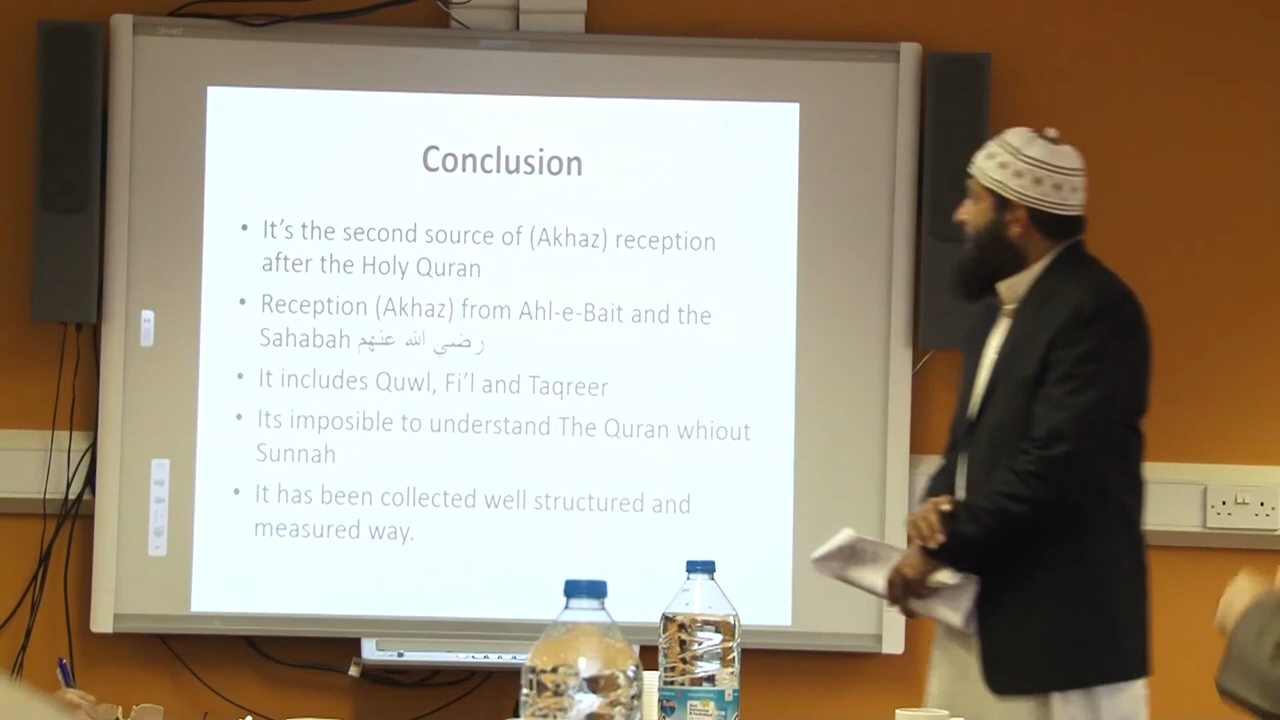 Conclusion
• It's the second source of (Akhaz) reception
after the Holy Quran
• Reception (Akhaz) from Ahl-e-Bait and the
Sahabah رضي الله عنهم
• It includes Quwl, Fi'l and Taqreer
• Its imposible to understand The Quran whiout
Sunnah
• It has been collected well structured and
measured way.